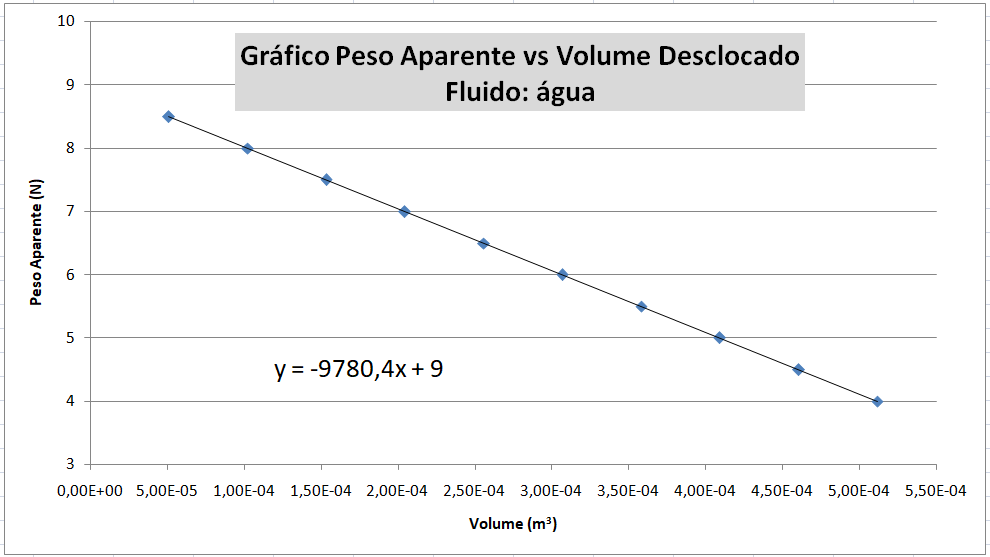 Gráfico Peso Aparente vs Volume Desclocado
Fluido: água
10
9
8
7
6
5
4
3
Peso Aparente (N)
y = -9780,4x + 9
0,00E+00 5,00E-05 1,00E-04 1,50E-04 2,00E-04 2,50E-04 3,00E-04 3,50E-04 4,00E-04 4,50E-04 5,00E-04 5,50E-04
Volume (m³)